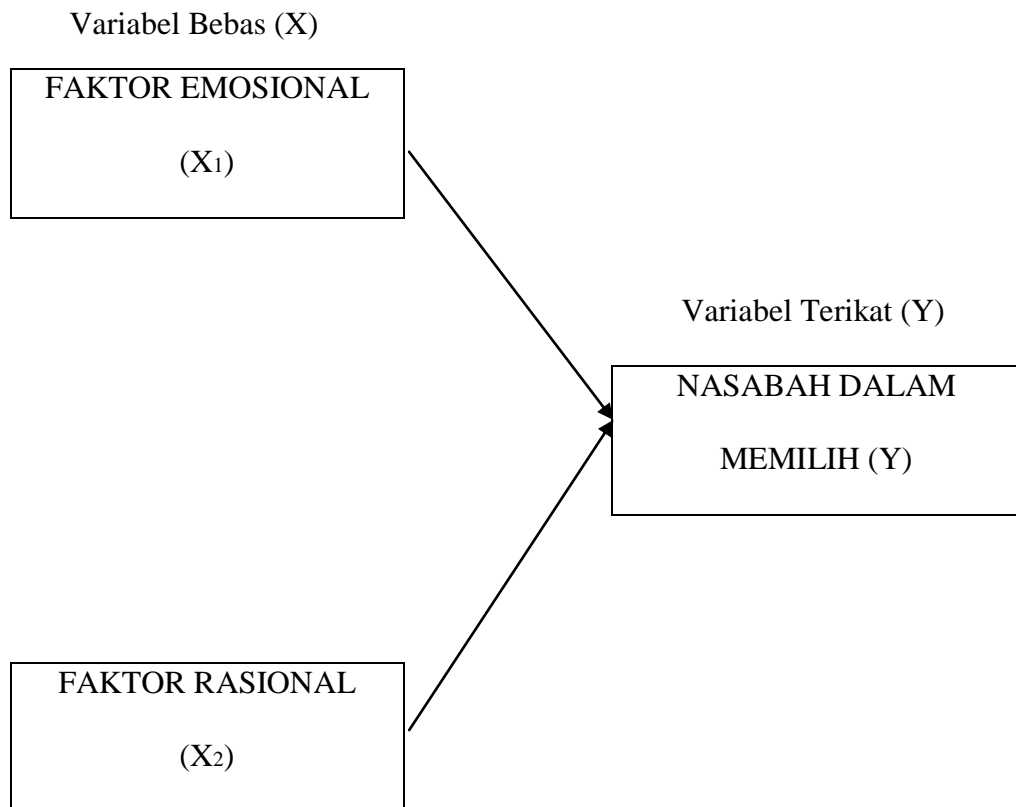 Variabel Bebas (X)
FAKTOR EMOSIONAL
(X1)
Variabel Terikat (Y)
NASABAH DALAM
MEMILIH (Y)
FAKTOR RASIONAL
(X2)